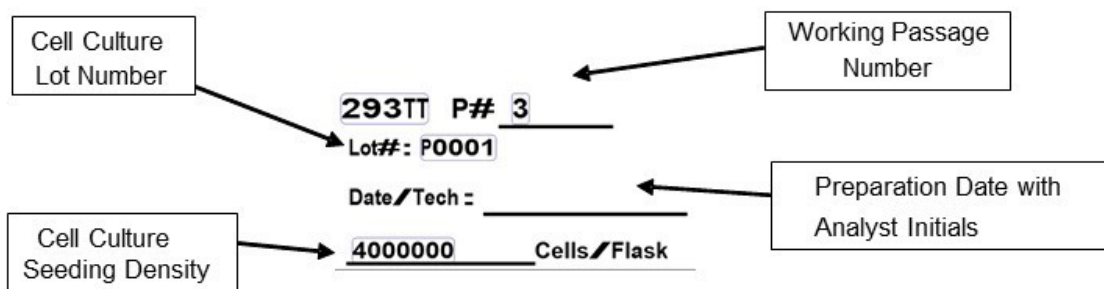 Cell Culture
Lot Number
Working Passage
Number
293TT P# 3
Lot#: P0001
Date/Tech:
Preparation Date with
Analyst Initials
Cell Culture
Seeding Density
4000000 Cells/Flask